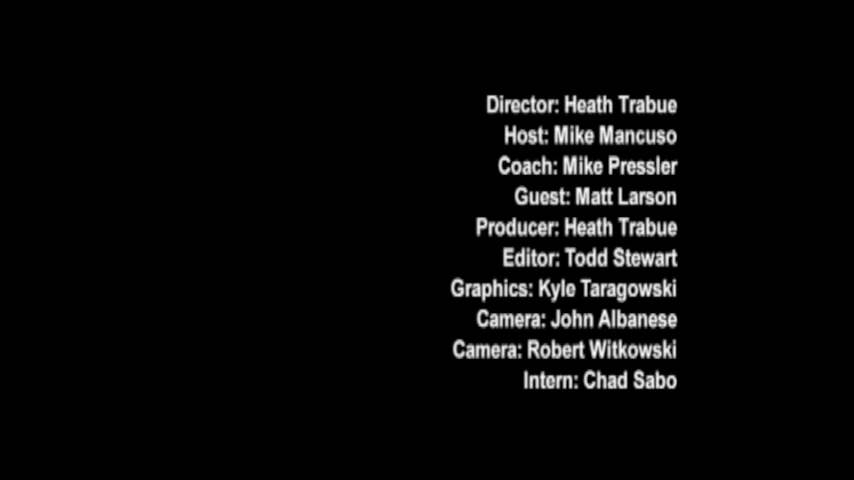 Director: Heath Trabue
Host: Mike Mancuso
Coach: Mike Pressler
Guest: Matt Larson
Producer: Heath Trabue
Editor: Todd Stewart
Graphics: Kyle Taragowski
Camera: John Albanese
Camera: Robert Witkowski
Intern: Chad Sabo